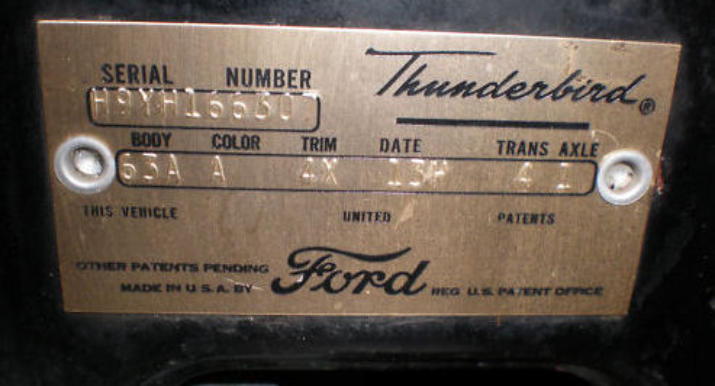 SERIAL NUMBER
Thunderbird®
H9YH166307
BODY COLOR TRIM DATE TRANS AXLE
63A A 4X 13H 4 1
THIS VEHICLE UNITED PATENTS
OTHER PATENTS PENDING
MADE IN U.S.A. BY Ford REG. U.S. PATENT OFFICE